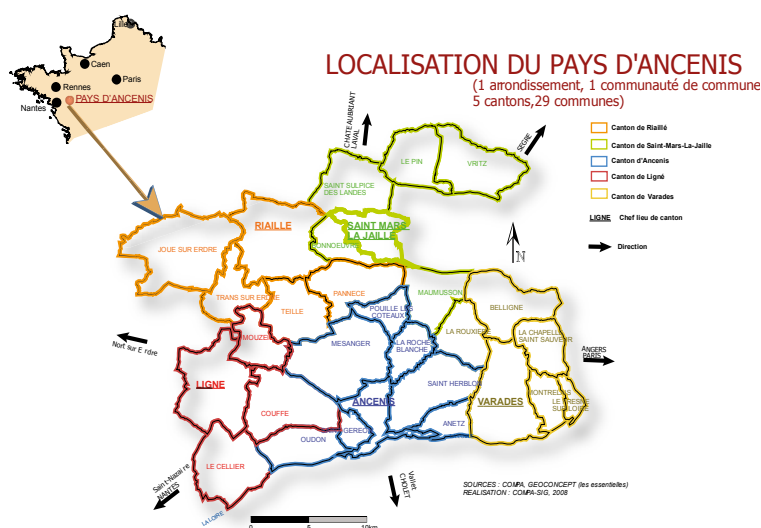 Lille
Caen
Paris
Rennes
PAYS D'ANCENIS
Nantes
LOCALISATION DU PAYS D'ANCENIS
(1 arrondissement, 1 communauté de commune
5 cantons,29 communes)
CHATEAUBRIANT
LAVAL
SEGRE
Canton de Riaillé
Canton de Saint-Mars-La-Jaille
Canton d'Ancenis
Canton de Ligné
Canton de Varades
LIGNE Chef lieu de canton
Direction
N
LE PIN
VRITZ
SAINT SULPICE
DES LANDES
RIAILLE
SAINT MARS
LA JAILLE
BONNOEUVRE
JOUE SUR ERDRE
TRANS SUR ERDRE
TEILLE
PANNECE
MAUMUSSON
BELLIGNE
POUILLE LES
COTEAUX
MOUZEIL
MESANGER
LA ROCHE
BLANCHE
LA ROUXIERE
LA CHAPELLE
SAINT SAUVEUR
Nort sur Erdre
ANGERS
PARIS
LIGNE
SAINT HERBLON
MONTRELAIS
LE FRESNE
SUR LOIRE
ANCENIS
VARADES
COUFFE
ANETZ
OUDON
LE CELLIER
Saint-Nazaire
NANTES
LA LOIRE
Vallet
CHOLET
SOURCES : COMPA, GEOCONCEPT (les essentielles)
REALISATION : COMPA-SIG, 2008
0 5 10km